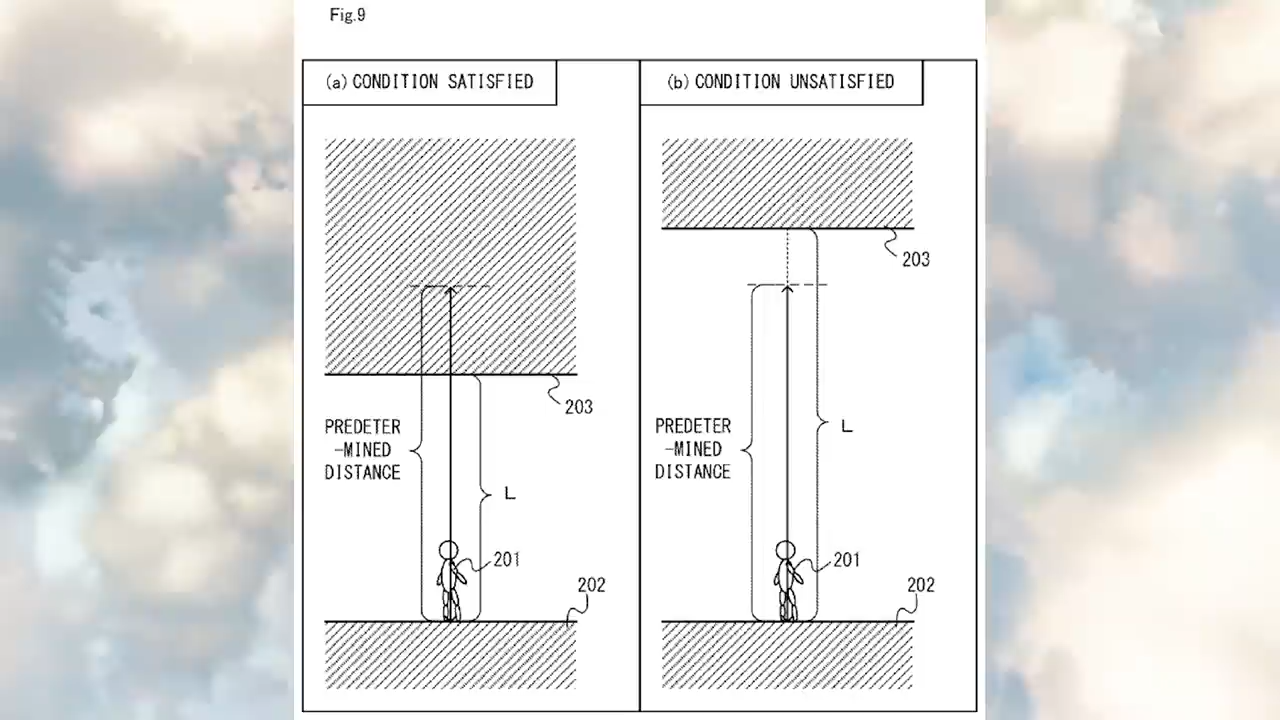 Fig.9
(a) CONDITION SATISFIED
(b) CONDITION UNSATISFIED
203
203
PREDETER
-MINED
DISTANCE
L
PREDETER
-MINED
DISTANCE
L
201
202
201
202